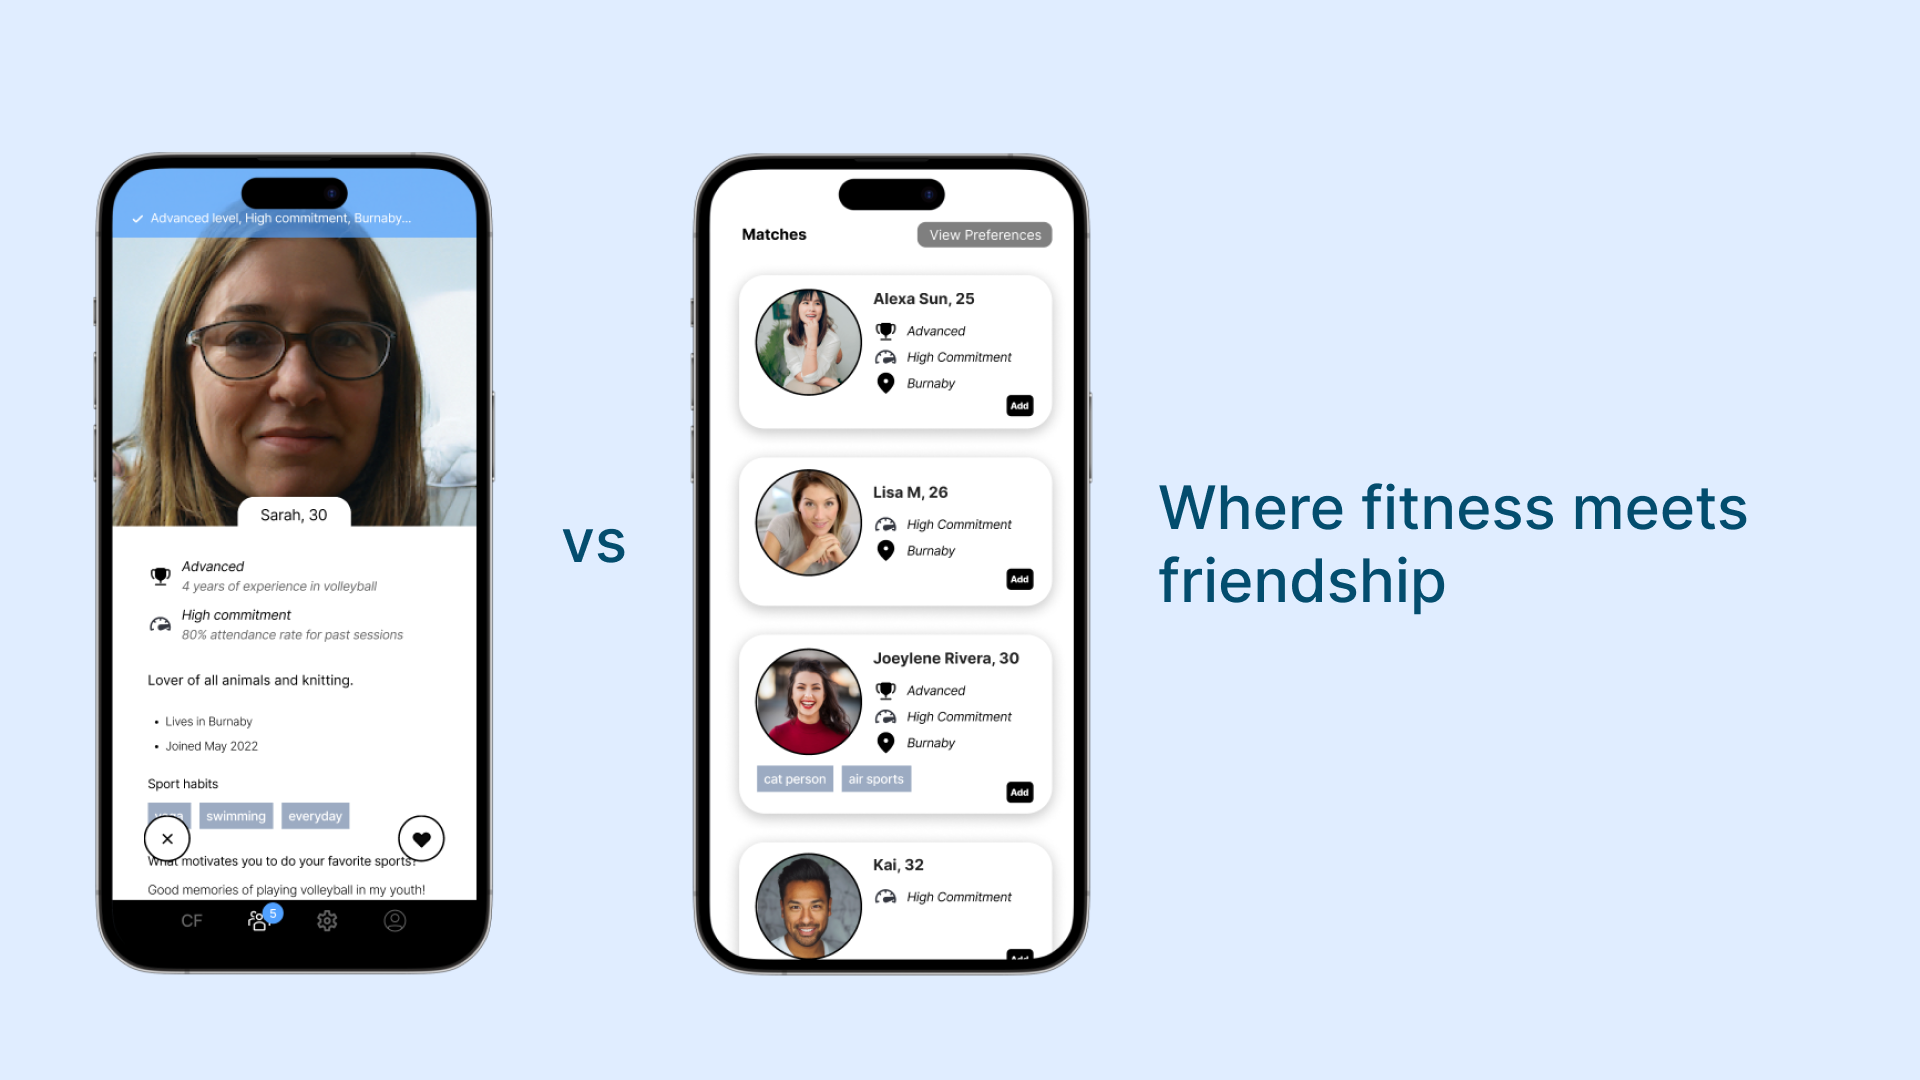 Advanced level, High commitment, Burnaby...
Sarah, 30
Advanced
4 years of experience in volleyball
High commitment
80% attendance rate for past sessions
Lover of all animals and knitting.
• Lives in Burnaby
• Joined May 2022
Sport habits
swimming everyday
What motivates you to do your favorite sports?
Good memories of playing volleyball in my youth!
CF
5
vs
Matches
View Preferences
Alexa Sun, 25
Advanced
High Commitment
Burnaby
Add
Lisa M, 26
High Commitment
Burnaby
Add
Joeylene Rivera, 30
Advanced
High Commitment
Burnaby
cat person air sports
Add
Kai, 32
High Commitment
Add
Where fitness meets
friendship